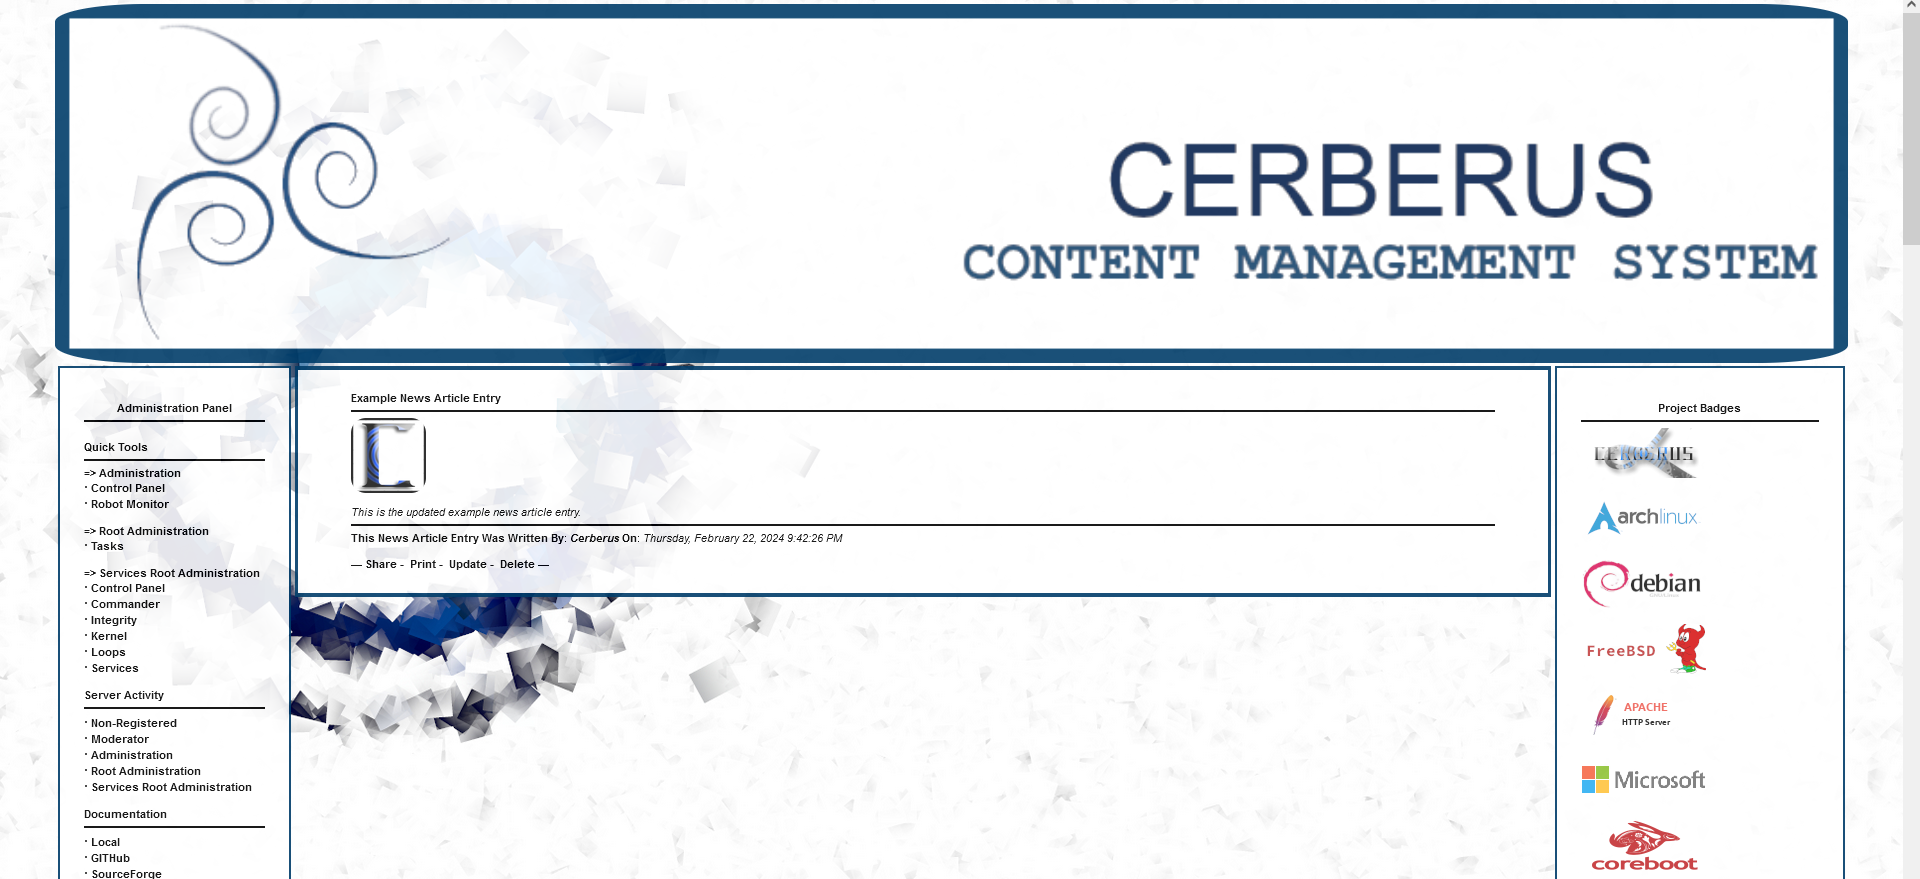 CERBERUS
CONTENT MANAGEMENT SYSTEM
Administration Panel
Quick Tools
=> Administration
· Control Panel
· Robot Monitor
=> Root Administration
· Tasks
=> Services Root Administration
· Control Panel
· Commander
· Integrity
· Kernel
· Loops
· Services
Server Activity
· Non-Registered
· Moderator
· Administration
· Root Administration
· Services Root Administration
Documentation
· Local
· GITHub
· SourceForge
Example News Article Entry
This is the updated example news article entry.
This News Article Entry Was Written By: Cerberus On: Thursday, February 22, 2024 9:42:26 PM
— Share - Print - Update - Delete —
Project Badges
CERBERUS
archlinux
debian
FreeBSD
APACHE
HTTP Server
Microsoft
coreboot